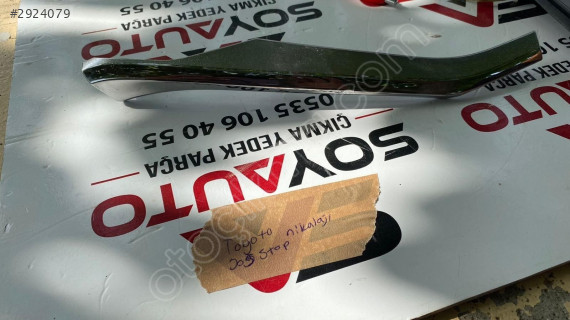 #2924079
SOYAUTO
ÇIKMA YEDEK PARÇA
0535 106 40 55
ÇIKMA YEDEK PARÇA
0535 106 40 55
SOYAUTO
AUTO
Toyota nikelajı
Stop